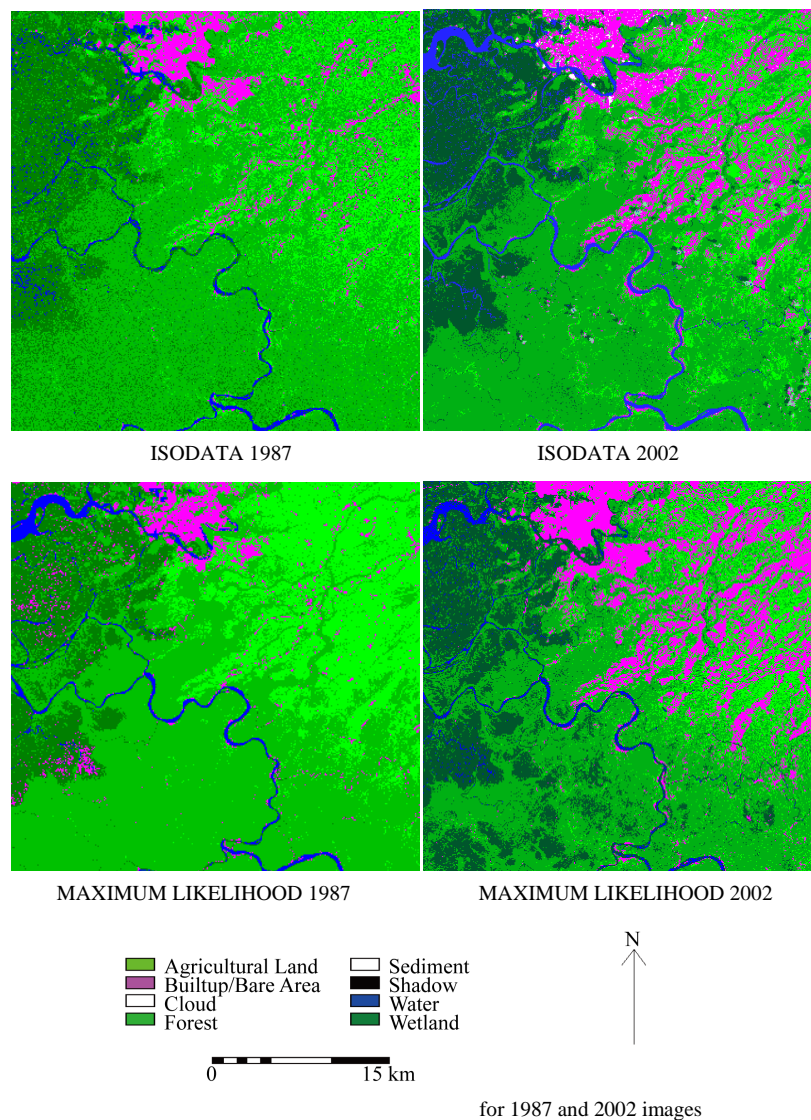 ISODATA 1987
ISODATA 2002
MAXIMUM LIKELIHOOD 1987
MAXIMUM LIKELIHOOD 2002
Agricultural Land
Builtup/Bare Area
Cloud
Forest
Sediment
Shadow
Water
Wetland
N
0 15 km
for 1987 and 2002 images